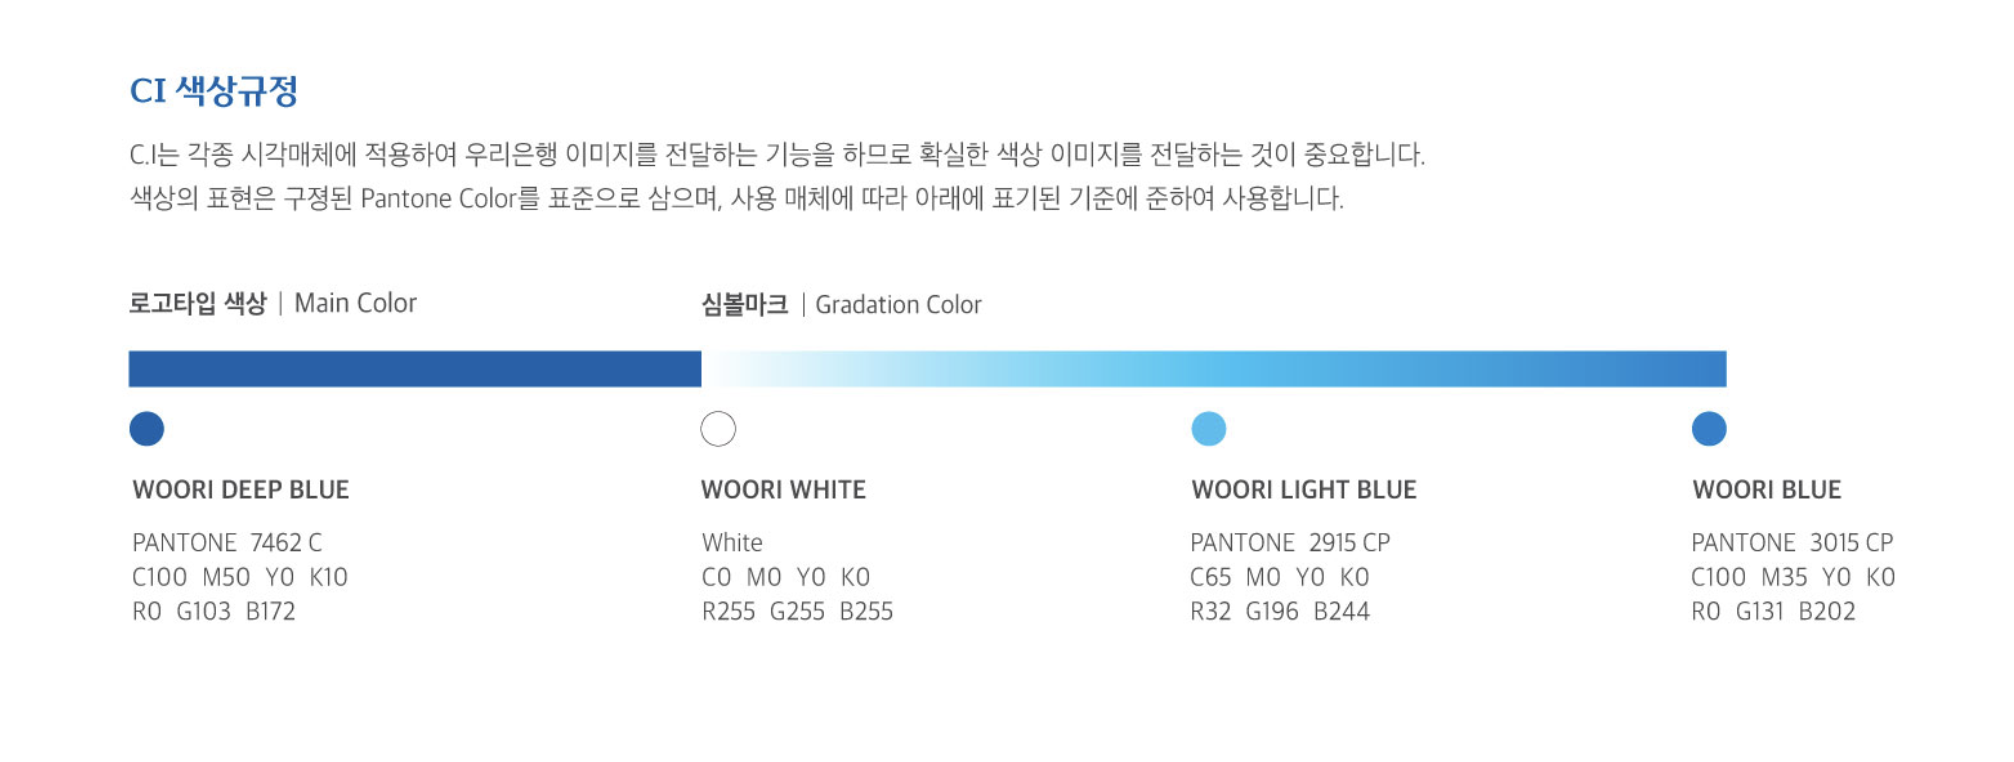 CI 색상규정
C.I는 각종 시각매체에 적용하여 우리은행 이미지를 전달하는 기능을 하므로 확실한 색상 이미지를 전달하는 것이 중요합니다.
색상의 표현은 구졍된 Pantone Color를 표준으로 삼으며, 사용 매체에 따라 아래에 표기된 기준에 준하여 사용합니다.
로고타입 색상 | Main Color
심볼마크 | Gradation Color
WOORI DEEP BLUE
PANTONE 7462 C
C100 M50 Y0 K10
R0 G103 B172
WOORI WHITE
White
C0 M0 Y0 K0
R255 G255 B255
WOORI LIGHT BLUE
PANTONE 2915 CP
C65 M0 Y0 K0
R32 G196 B244
WOORI BLUE
PANTONE 3015 CP
C100 M35 Y0 K0
R0 G131 B202